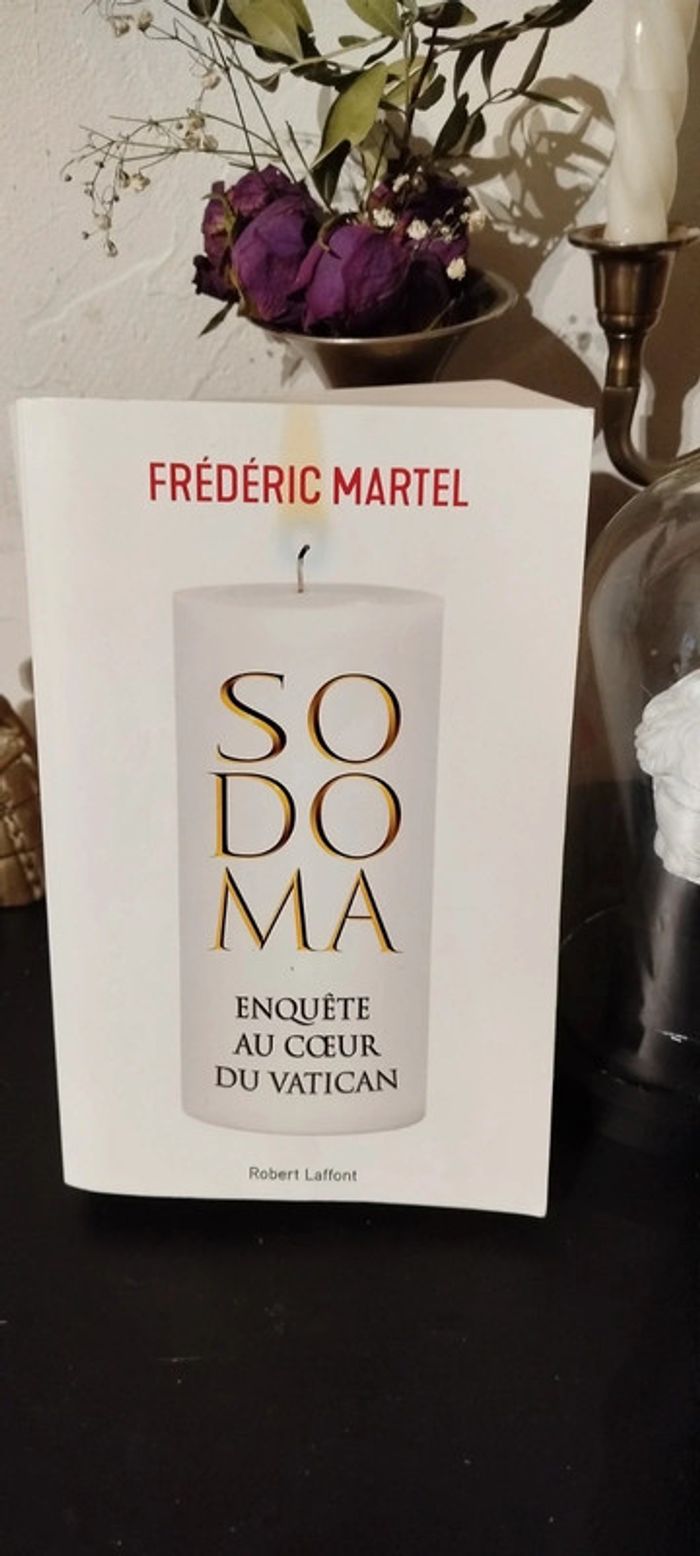 FRÉDÉRIC MARTEL
SO
DO
MA
ENQUÊTE
AU CŒUR
DU VATICAN
Robert Laffont